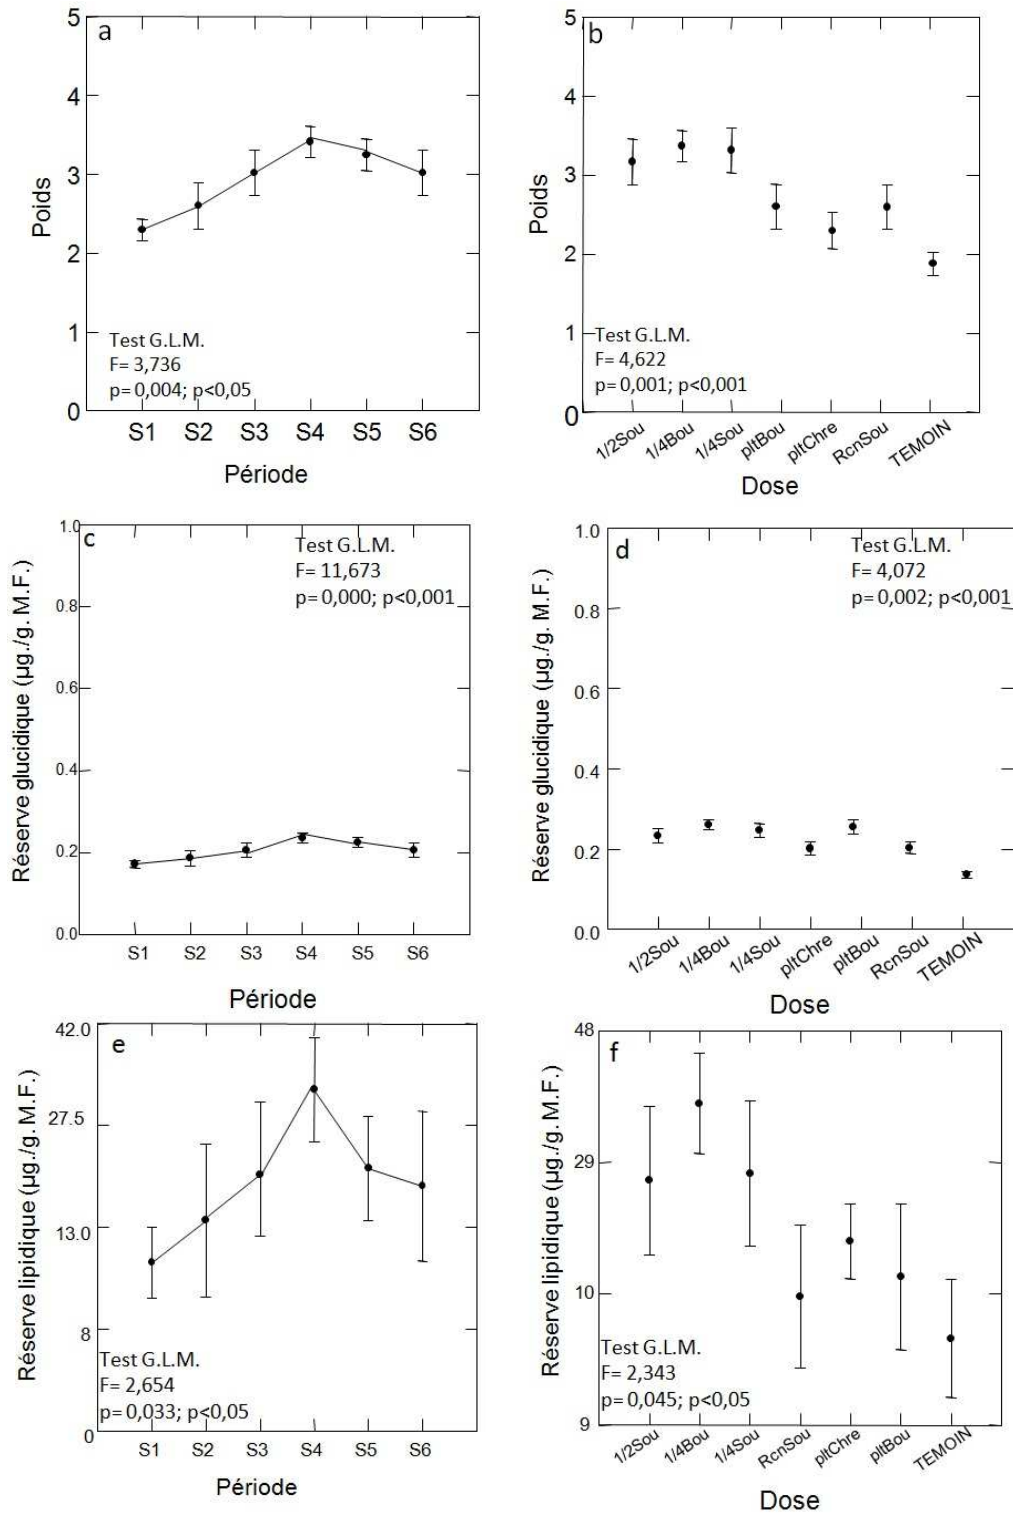 a
5
4
3
2
1
0
Poids
Test G.L.M.
F= 3,736
p= 0,004; p<0,05
S1 S2 S3 S4 S5 S6
Période
b
5
4
3
2
1
0
Poids
Test G.L.M.
F= 4,622
p= 0,001; p<0,001
1/2Sou 1/4Bou 1/4Sou pltBou pltChre RcnSou TEMOIN
Dose
c
1.0
0.8
0.6
0.4
0.2
0.0
Réserve glucidique (µg./g. M.F.)
Test G.L.M.
F= 11,673
p= 0,000; p<0,001
S1 S2 S3 S4 S5 S6
Période
d
1.0
0.8
0.6
0.4
0.2
0.0
Réserve glucidique (µg./g. M.F.)
Test G.L.M.
F= 4,072
p= 0,002; p<0,001
1/2Sou 1/4Bou 1/4Sou pltChre pltBou RcnSou TEMOIN
Dose
e
42.0
27.5
13.0
8
0
Réserve lipidique (µg./g. M.F.)
Test G.L.M.
F= 2,654
p= 0,033; p<0,05
S1 S2 S3 S4 S5 S6
Période
f
48
29
10
9
Réserve lipidique (µg./g. M.F.)
Test G.L.M.
F= 2,343
p= 0,045; p<0,05
1/2Sou 1/4Bou 1/4Sou RcnSou pltChre pltBou TEMOIN
Dose